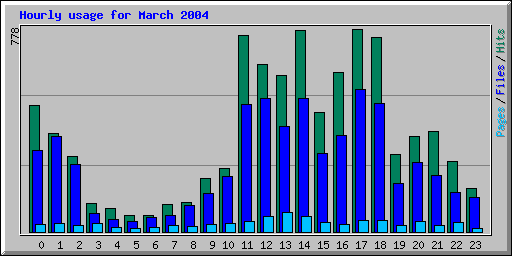 Hourly usage for March 2004
778
Pages/Files/Hits
0 1 2 3 4 5 6 7 8 9 10 11 12 13 14 15 16 17 18 19 20 21 22 23